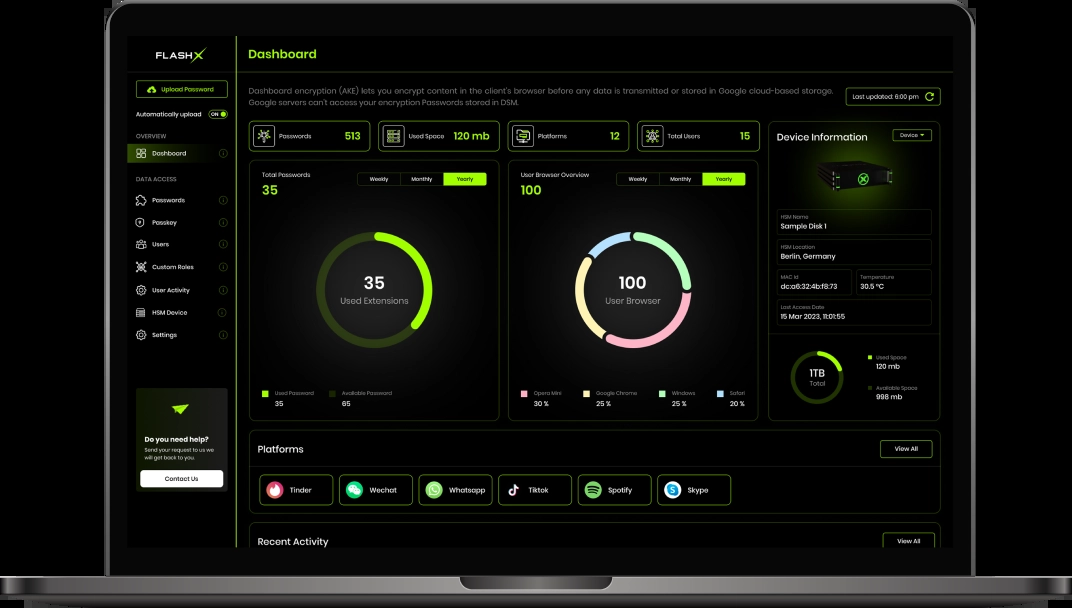 FLASHX
Dashboard
Upload Password
Automatically upload ON
OVERVIEW
Dashboard
DATA ACCESS
Passwords
Passkey
Users
Custom Roles
User Activity
HSM Device
Settings
Do you need help?
Send your request to us we
will get back to you.
Contact Us
Dashboard encryption (AKE) lets you encrypt content in the client's browser before any data is transmitted or stored in Google cloud-based storage.
Google servers can't access your encryption Passwords stored in DSM.
Last updated: 6:00 pm
Passwords 513
Used Space 120 mb
Platforms 12
Total Users 15
Total Passwords
35
Weekly Monthly Yearly
35
Used Extensions
Used Password
35
Available Password
65
User Browser Overview
100
Weekly Monthly Yearly
100
User Browser
Opera Mini
30 %
Google Chrome
25 %
Windows
25 %
Safari
20 %
Device Information
Device
HSM Name
Sample Disk 1
HSM Location
Berlin, Germany
MAC Id
dc:a6:32:4b:f8:73
Temperature
30.5 °C
Last Access Date
15 Mar 2023, 11:01:55
1TB
Total
Used Space
120 mb
Available Space
998 mb
Platforms
View All
Tinder
Wechat
Whatsapp
Tiktok
Spotify
Skype
Recent Activity
View All